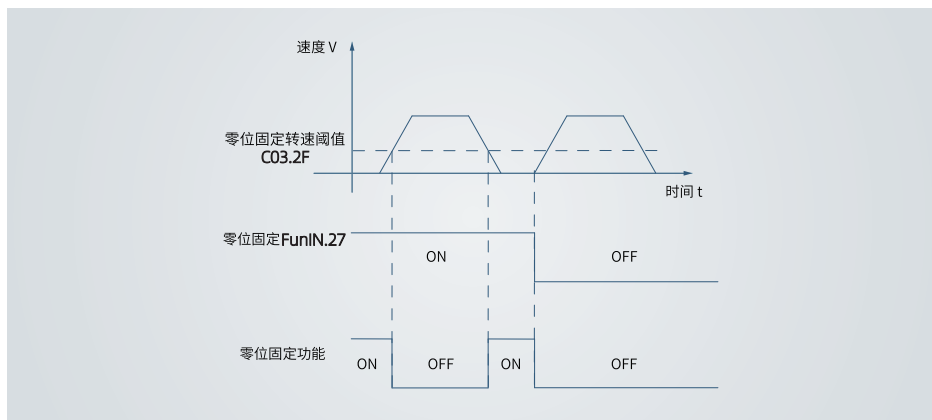 速度 V
零位固定转速阈值
C03.2F
时间 t
零位固定FunIN.27
ON
OFF
零位固定功能
ON
OFF
ON
OFF